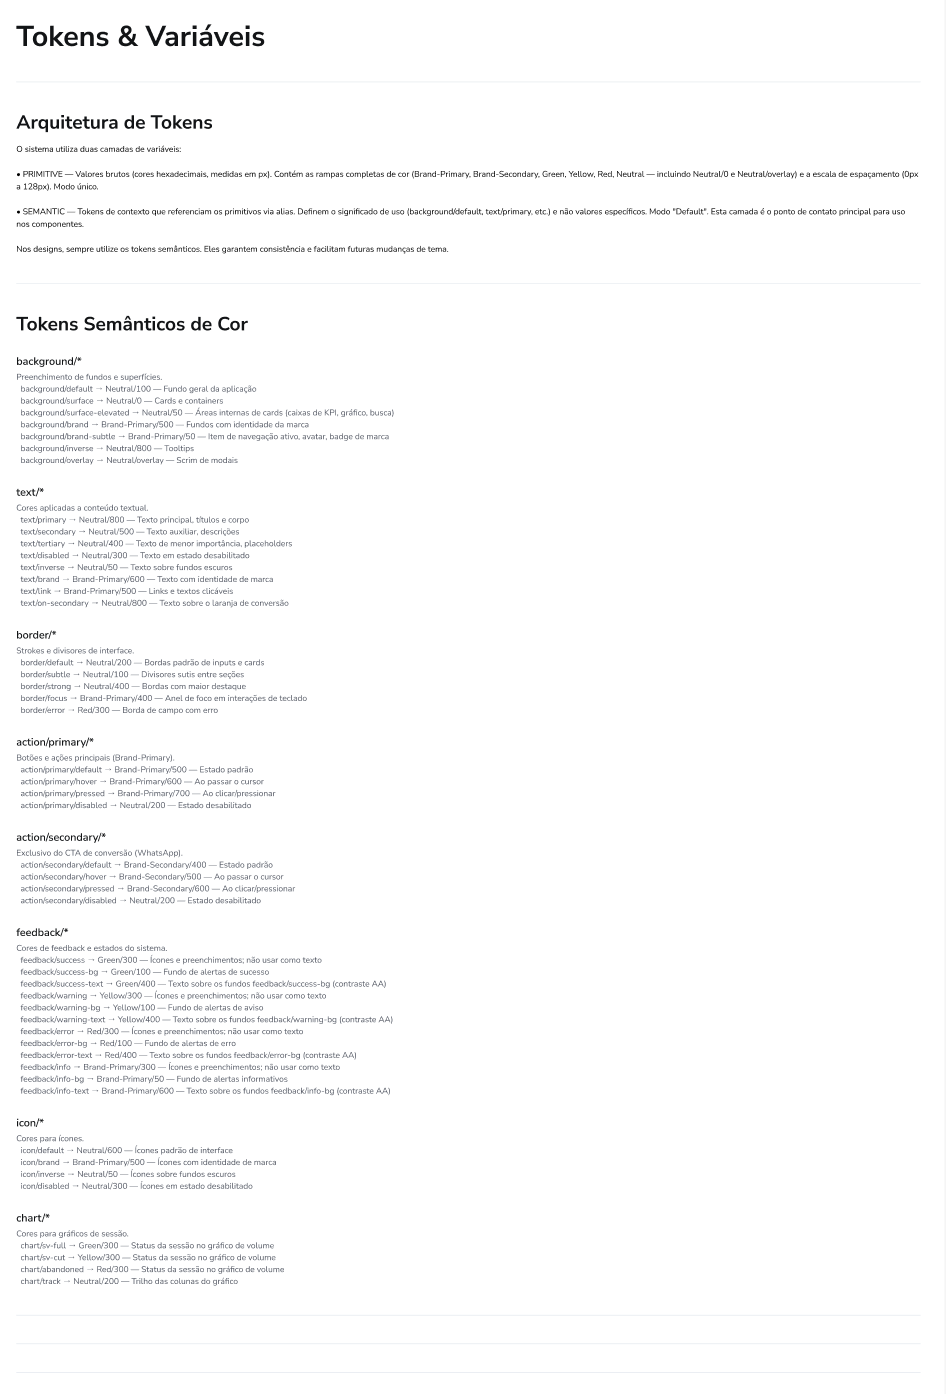 Tokens & Variáveis
Arquitetura de Tokens
O sistema utiliza duas camadas de variáveis:
• PRIMITIVE — Valores brutos (cores hexadecimais, medidas em px). Contém as rampas completas de cor (Brand-Primary, Brand-Secondary, Green, Yellow, Red, Neutral — incluindo Neutral/0 e Neutral/overlay) e a escala de espaçamento (0px
a 128px). Modo único.
• SEMANTIC — Tokens de contexto que referenciam os primitivos via alias. Definem o significado de uso (background/default, text/primary, etc.) e não valores específicos. Modo "Default". Esta camada é o ponto de contato principal para uso
nos componentes.
Nos designs, sempre utilize os tokens semânticos. Eles garantem consistência e facilitam futuras mudanças de tema.
Tokens Semânticos de Cor
background/*
Preenchimento de fundos e superfícies.
background/default → Neutral/100 — Fundo geral da aplicação
background/surface → Neutral/0 — Cards e containers
background/surface-elevated → Neutral/50 — Áreas internas de cards (caixas de KPI, gráfico, busca)
background/brand → Brand-Primary/500 — Fundos com identidade da marca
background/brand-subtle → Brand-Primary/50 — Item de navegação ativo, avatar, badge de marca
background/inverse → Neutral/800 — Tooltips
background/overlay → Neutral/overlay — Scrim de modais
text/*
Cores aplicadas a conteúdo textual.
text/primary → Neutral/800 — Texto principal, títulos e corpo
text/secondary → Neutral/500 — Texto auxiliar, descrições
text/tertiary → Neutral/400 — Texto de menor importância, placeholders
text/disabled → Neutral/300 — Texto em estado desabilitado
text/inverse → Neutral/50 — Texto sobre fundos escuros
text/brand → Brand-Primary/600 — Texto com identidade de marca
text/link → Brand-Primary/500 — Links e textos clicáveis
text/on-secondary → Neutral/800 — Texto sobre o laranja de conversão
border/*
Strokes e divisores de interface.
border/default → Neutral/200 — Bordas padrão de inputs e cards
border/subtle → Neutral/100 — Divisores sutis entre seções
border/strong → Neutral/400 — Bordas com maior destaque
border/focus → Brand-Primary/400 — Anel de foco em interações de teclado
border/error → Red/300 — Borda de campo com erro
action/primary/*
Botões e ações principais (Brand-Primary).
action/primary/default → Brand-Primary/500 — Estado padrão
action/primary/hover → Brand-Primary/600 — Ao passar o cursor
action/primary/pressed → Brand-Primary/700 — Ao clicar/pressionar
action/primary/disabled → Neutral/200 — Estado desabilitado
action/secondary/*
Exclusivo do CTA de conversão (WhatsApp).
action/secondary/default → Brand-Secondary/400 — Estado padrão
action/secondary/hover → Brand-Secondary/500 — Ao passar o cursor
action/secondary/pressed → Brand-Secondary/600 — Ao clicar/pressionar
action/secondary/disabled → Neutral/200 — Estado desabilitado
feedback/*
Cores de feedback e estados do sistema.
feedback/success → Green/300 — Ícones e preenchimentos; não usar como texto
feedback/success-bg → Green/100 — Fundo de alertas de sucesso
feedback/success-text → Green/400 — Texto sobre os fundos feedback/success-bg (contraste AA)
feedback/warning → Yellow/300 — Ícones e preenchimentos; não usar como texto
feedback/warning-bg → Yellow/100 — Fundo de alertas de aviso
feedback/warning-text → Yellow/400 — Texto sobre os fundos feedback/warning-bg (contraste AA)
feedback/error → Red/300 — Ícones e preenchimentos; não usar como texto
feedback/error-bg → Red/100 — Fundo de alertas de erro
feedback/error-text → Red/400 — Texto sobre os fundos feedback/error-bg (contraste AA)
feedback/info → Brand-Primary/300 — Ícones e preenchimentos; não usar como texto
feedback/info-bg → Brand-Primary/50 — Fundo de alertas informativos
feedback/info-text → Brand-Primary/600 — Texto sobre os fundos feedback/info-bg (contraste AA)
icon/*
Cores para ícones.
icon/default → Neutral/600 — Ícones padrão de interface
icon/brand → Brand-Primary/500 — Ícones com identidade de marca
icon/inverse → Neutral/50 — Ícones sobre fundos escuros
icon/disabled → Neutral/300 — Ícones em estado desabilitado
chart/*
Cores para gráficos de sessão.
chart/sv-full → Green/300 — Status da sessão no gráfico de volume
chart/sv-cut → Yellow/300 — Status da sessão no gráfico de volume
chart/abandoned → Red/300 — Status da sessão no gráfico de volume
chart/track → Neutral/200 — Trilho das colunas do gráfico